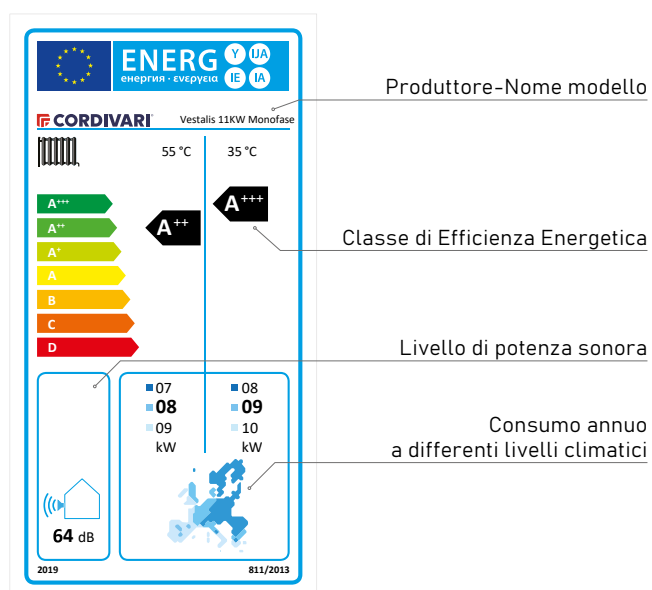 ENERG Y IJA
енергия · ενεργεια IE IA
Produttore-Nome modello
CORDIVARI Vestalis 11KW Monofase
55 °C 35 °C
A+++
A++
A+
A
B
C
D
A++
A+++
Classe di Efficienza Energetica
Livello di potenza sonora
07
08
09
kW
08
09
10
kW
Consumo annuo
a differenti livelli climatici
64 dB
2019 811/2013